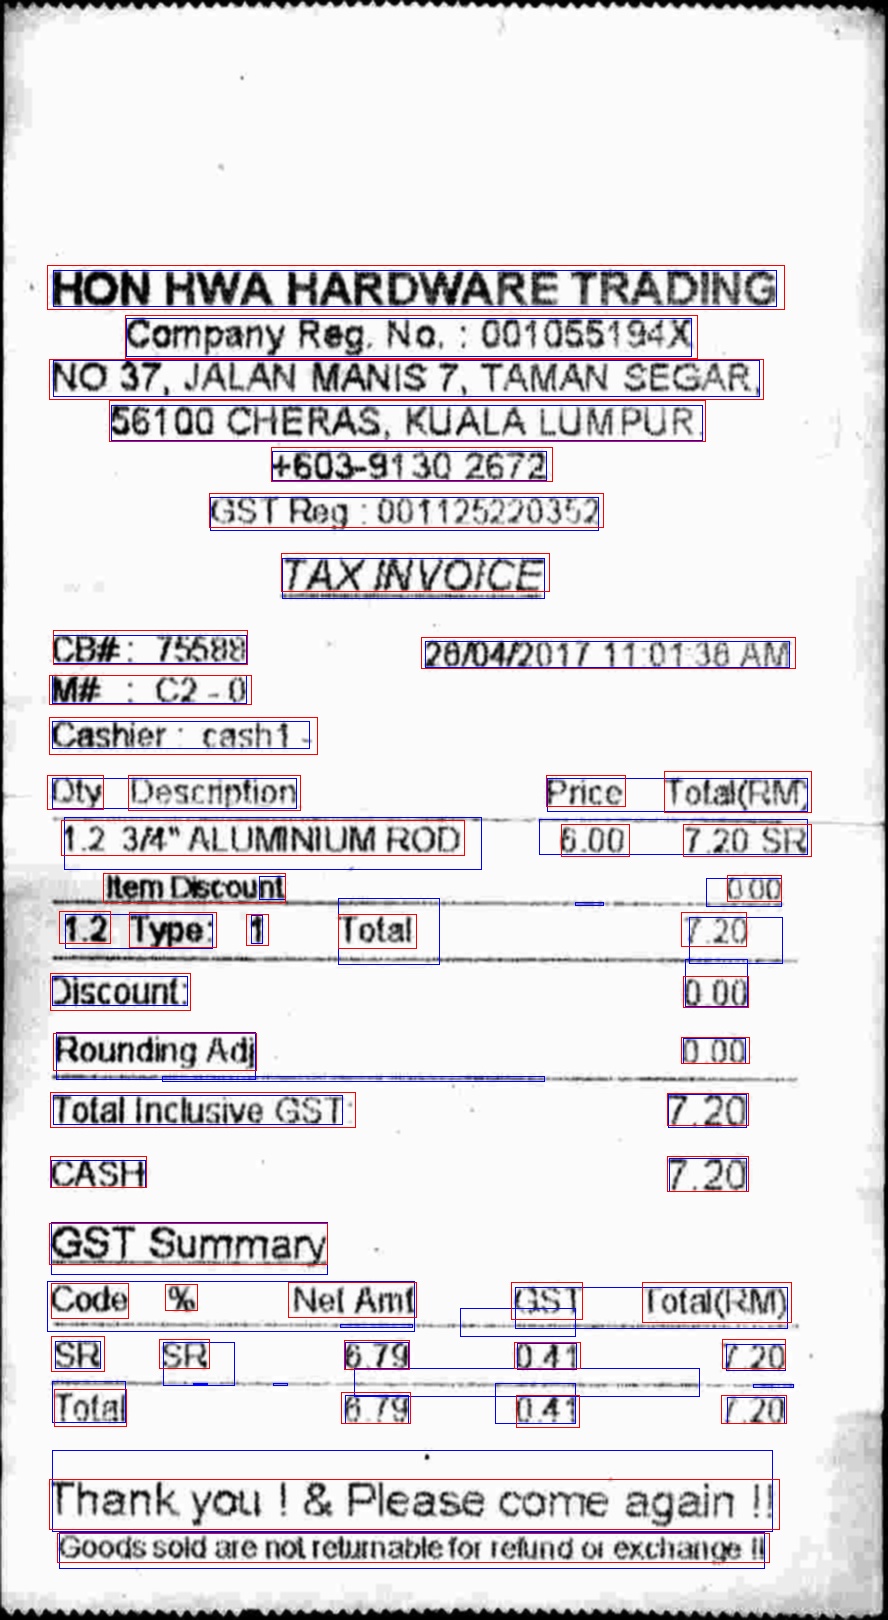 HON HWA HARDWARE TRADING
Company Reg. No. : 001055194X
NO 37, JALAN MANIS 7, TAMAN SEGAR,
56100 CHERAS, KUALA LUMPUR.
+603-9130 2672
GST Reg : 001125220352
TAX INVOICE
CB# : 75588 26/04/2017 11:01:36 AM
M# : C2 - 0
Cashier : cash1 -
Qty Description Price Total(RM)
1.2 3/4" ALUMINIUM ROD 6.00 7.20 SR
Item Discount 0.00
1.2 Type: 1 Total 7.20
Discount: 0.00
Rounding Adj 0.00
Total Inclusive GST: 7.20
CASH 7.20
GST Summary
Code % Net Amt GST Total(RM)
SR SR 6.79 0.41 7.20
Total 6.79 0.41 7.20
Thank you ! & Please come again !!
Goods sold are not returnable for refund or exchange !!